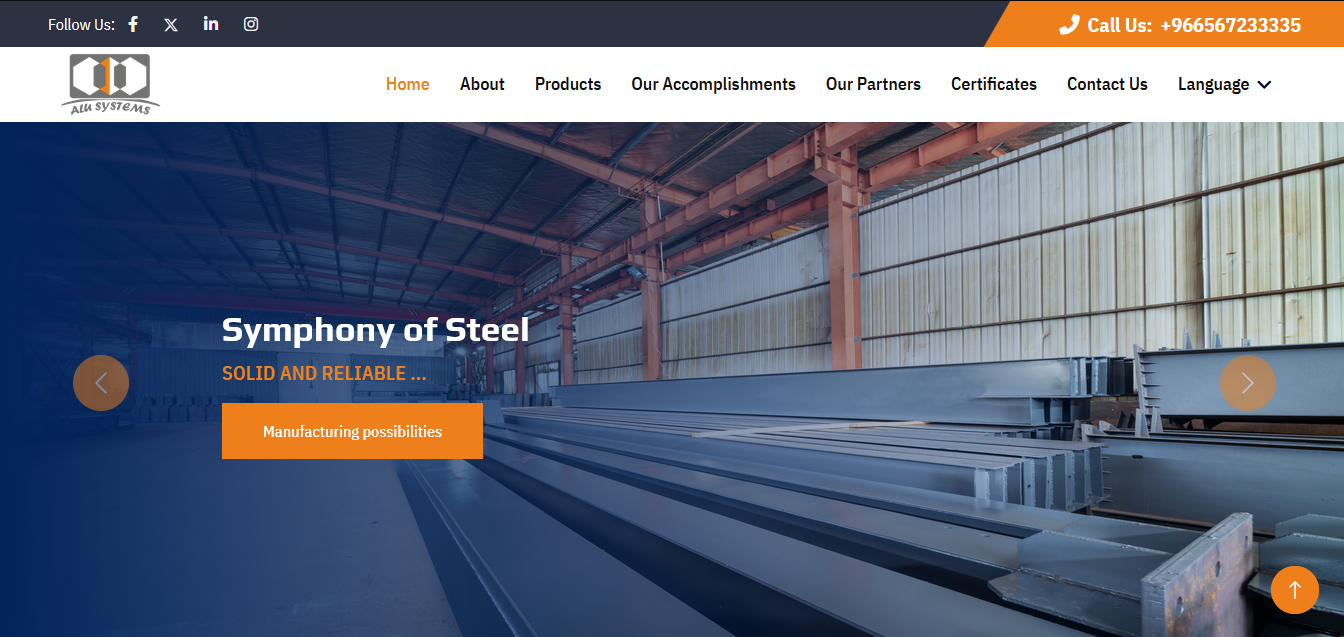 Follow Us:
Call Us: +966567233335
ALU SYSTEMS
Home About Products Our Accomplishments Our Partners Certificates Contact Us Language
Symphony of Steel
SOLID AND RELIABLE ...
Manufacturing possibilities